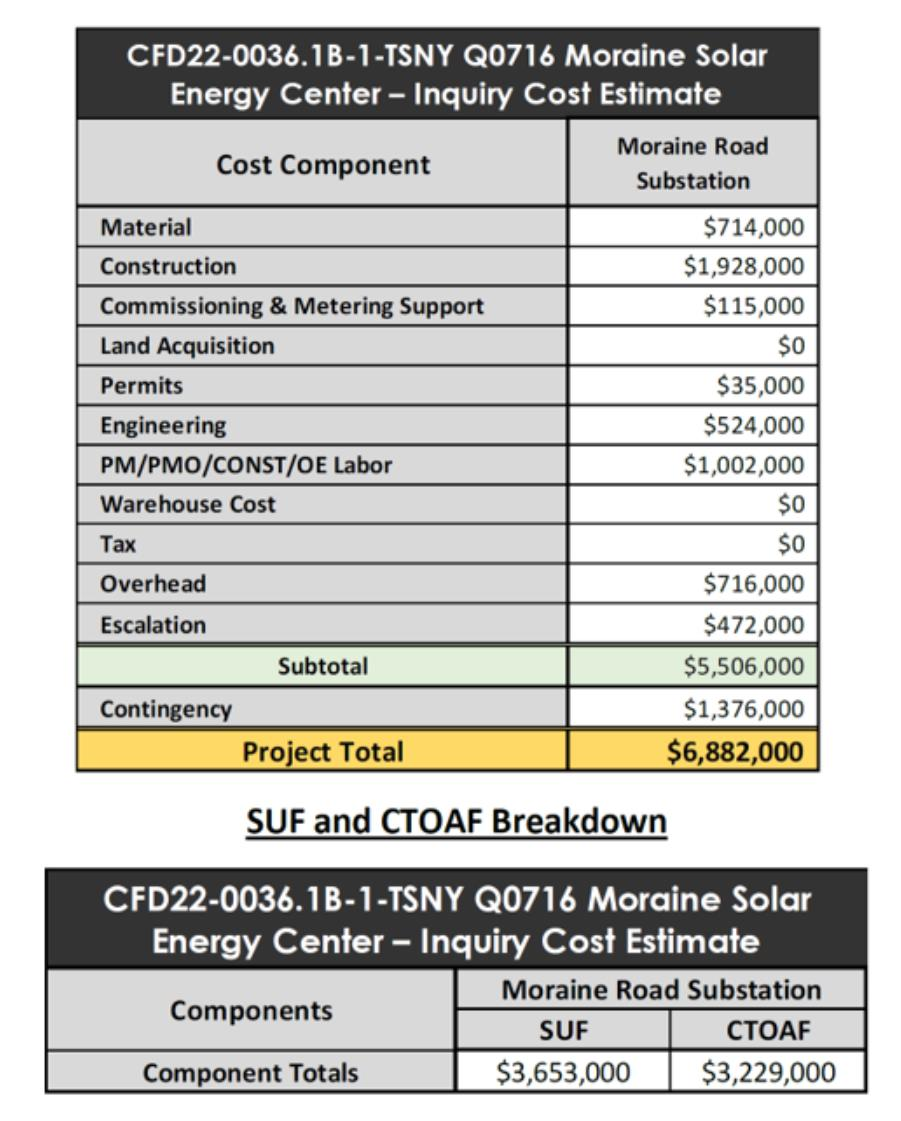 CFD22-0036.1B-1-TSNY Q0716 Moraine Solar
Energy Center – Inquiry Cost Estimate
Cost Component
Moraine Road
Substation
Material $714,000
Construction $1,928,000
Commissioning & Metering Support $115,000
Land Acquisition $0
Permits $35,000
Engineering $524,000
PM/PMO/CONST/OE Labor $1,002,000
Warehouse Cost $0
Tax $0
Overhead $716,000
Escalation $472,000
Subtotal $5,506,000
Contingency $1,376,000
Project Total $6,882,000
SUF and CTOAF Breakdown
CFD22-0036.1B-1-TSNY Q0716 Moraine Solar
Energy Center – Inquiry Cost Estimate
Components
Moraine Road Substation
SUF CTOAF
Component Totals $3,653,000 $3,229,000